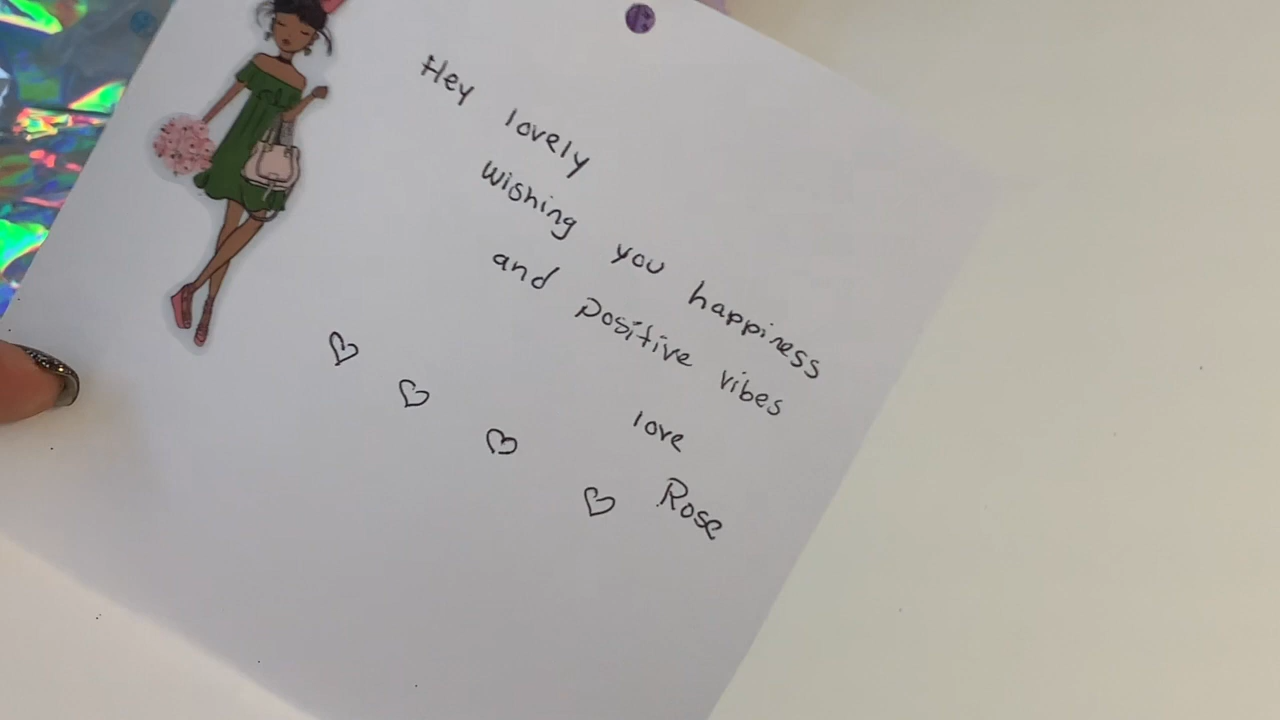 Hey lovely
wishing you happiness
and positive vibes
love
Rose